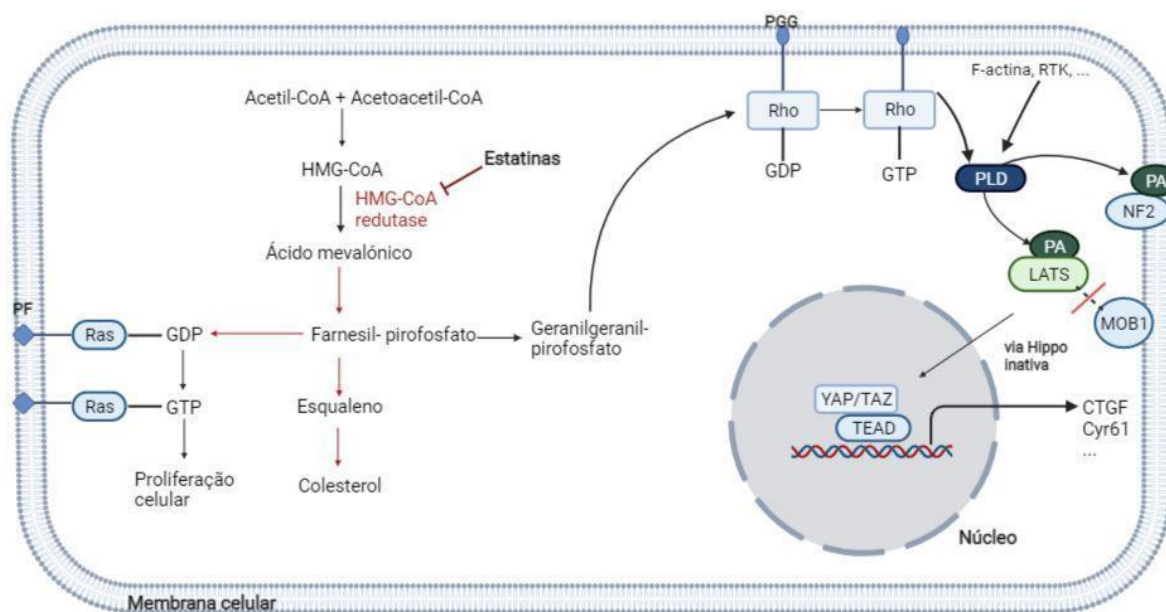 PGG
F-actina, RTK, ...
Acetil-CoA + Acetoacetil-CoA
Rho
Rho
Estatinas
HMG-CoA
GDP
GTP
PLD
PA
NF2
HMG-CoA
redutase
PA
LATS
Ácido mevalónico
MOB1
PF
Ras
GDP
Farnesil- pirofosfato
Geranilgeranil-
pirofosfato
via Hippo
inativa
Ras
GTP
Esqualeno
YAP/TAZ
TEAD
CTGF
Cyr61
...
Proliferação
celular
Colesterol
Núcleo
Membrana celular